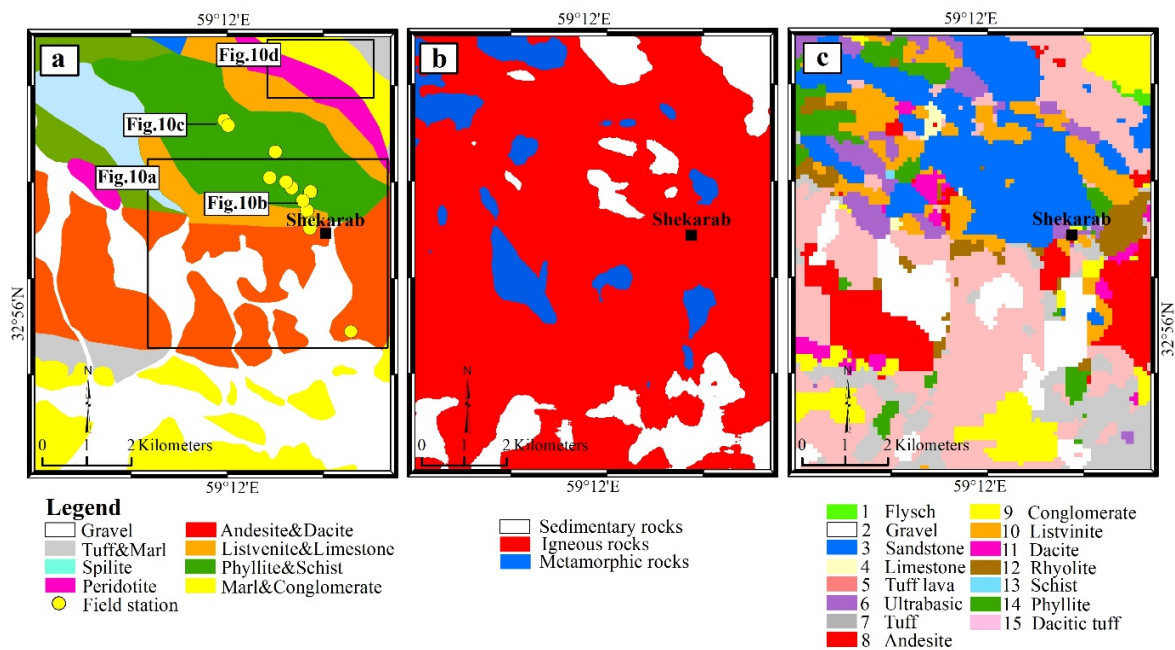 59°12'E
59°12'E
a
Fig.10d
Fig.10c
Fig.10a
Fig.10b
Shekarab
32°56'N
N
0 1 2 Kilometers
59°12'E
b
Shekarab
N
0 1 2 Kilometers
59°12'E
c
Shekarab
32°56'N
N
0 1 2 Kilometers
59°12'E
Legend
Gravel
Tuff&Marl
Spilite
Peridotite
Field station
Andesite&Dacite
Listvenite&Limestone
Phyllite&Schist
Marl&Conglomerate
Sedimentary rocks
Igneous rocks
Metamorphic rocks
1 Flysch
2 Gravel
3 Sandstone
4 Limestone
5 Tuff lava
6 Ultrabasic
7 Tuff
8 Andesite
9 Conglomerate
10 Listvinite
11 Dacite
12 Rhyolite
13 Schist
14 Phyllite
15 Dacitic tuff